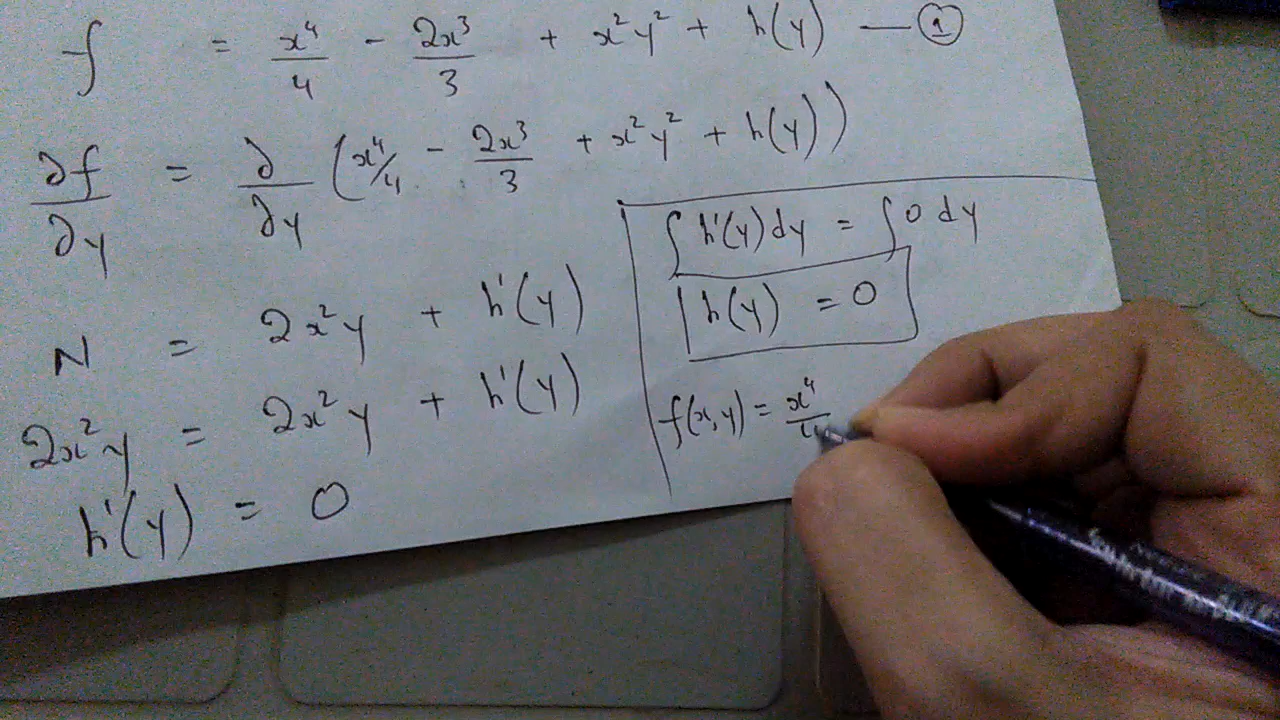 f = x⁴/4 - 2x³/3 + x²y² + h(y) — ①
∂f/∂y = ∂/∂y (x⁴/4 - 2x³/3 + x²y² + h(y))
N = 2x²y + h'(y)
2x²y = 2x²y + h'(y)
h'(y) = 0
∫ h'(y) dy = ∫ 0 dy
h(y) = 0
f(x,y) = x⁴/